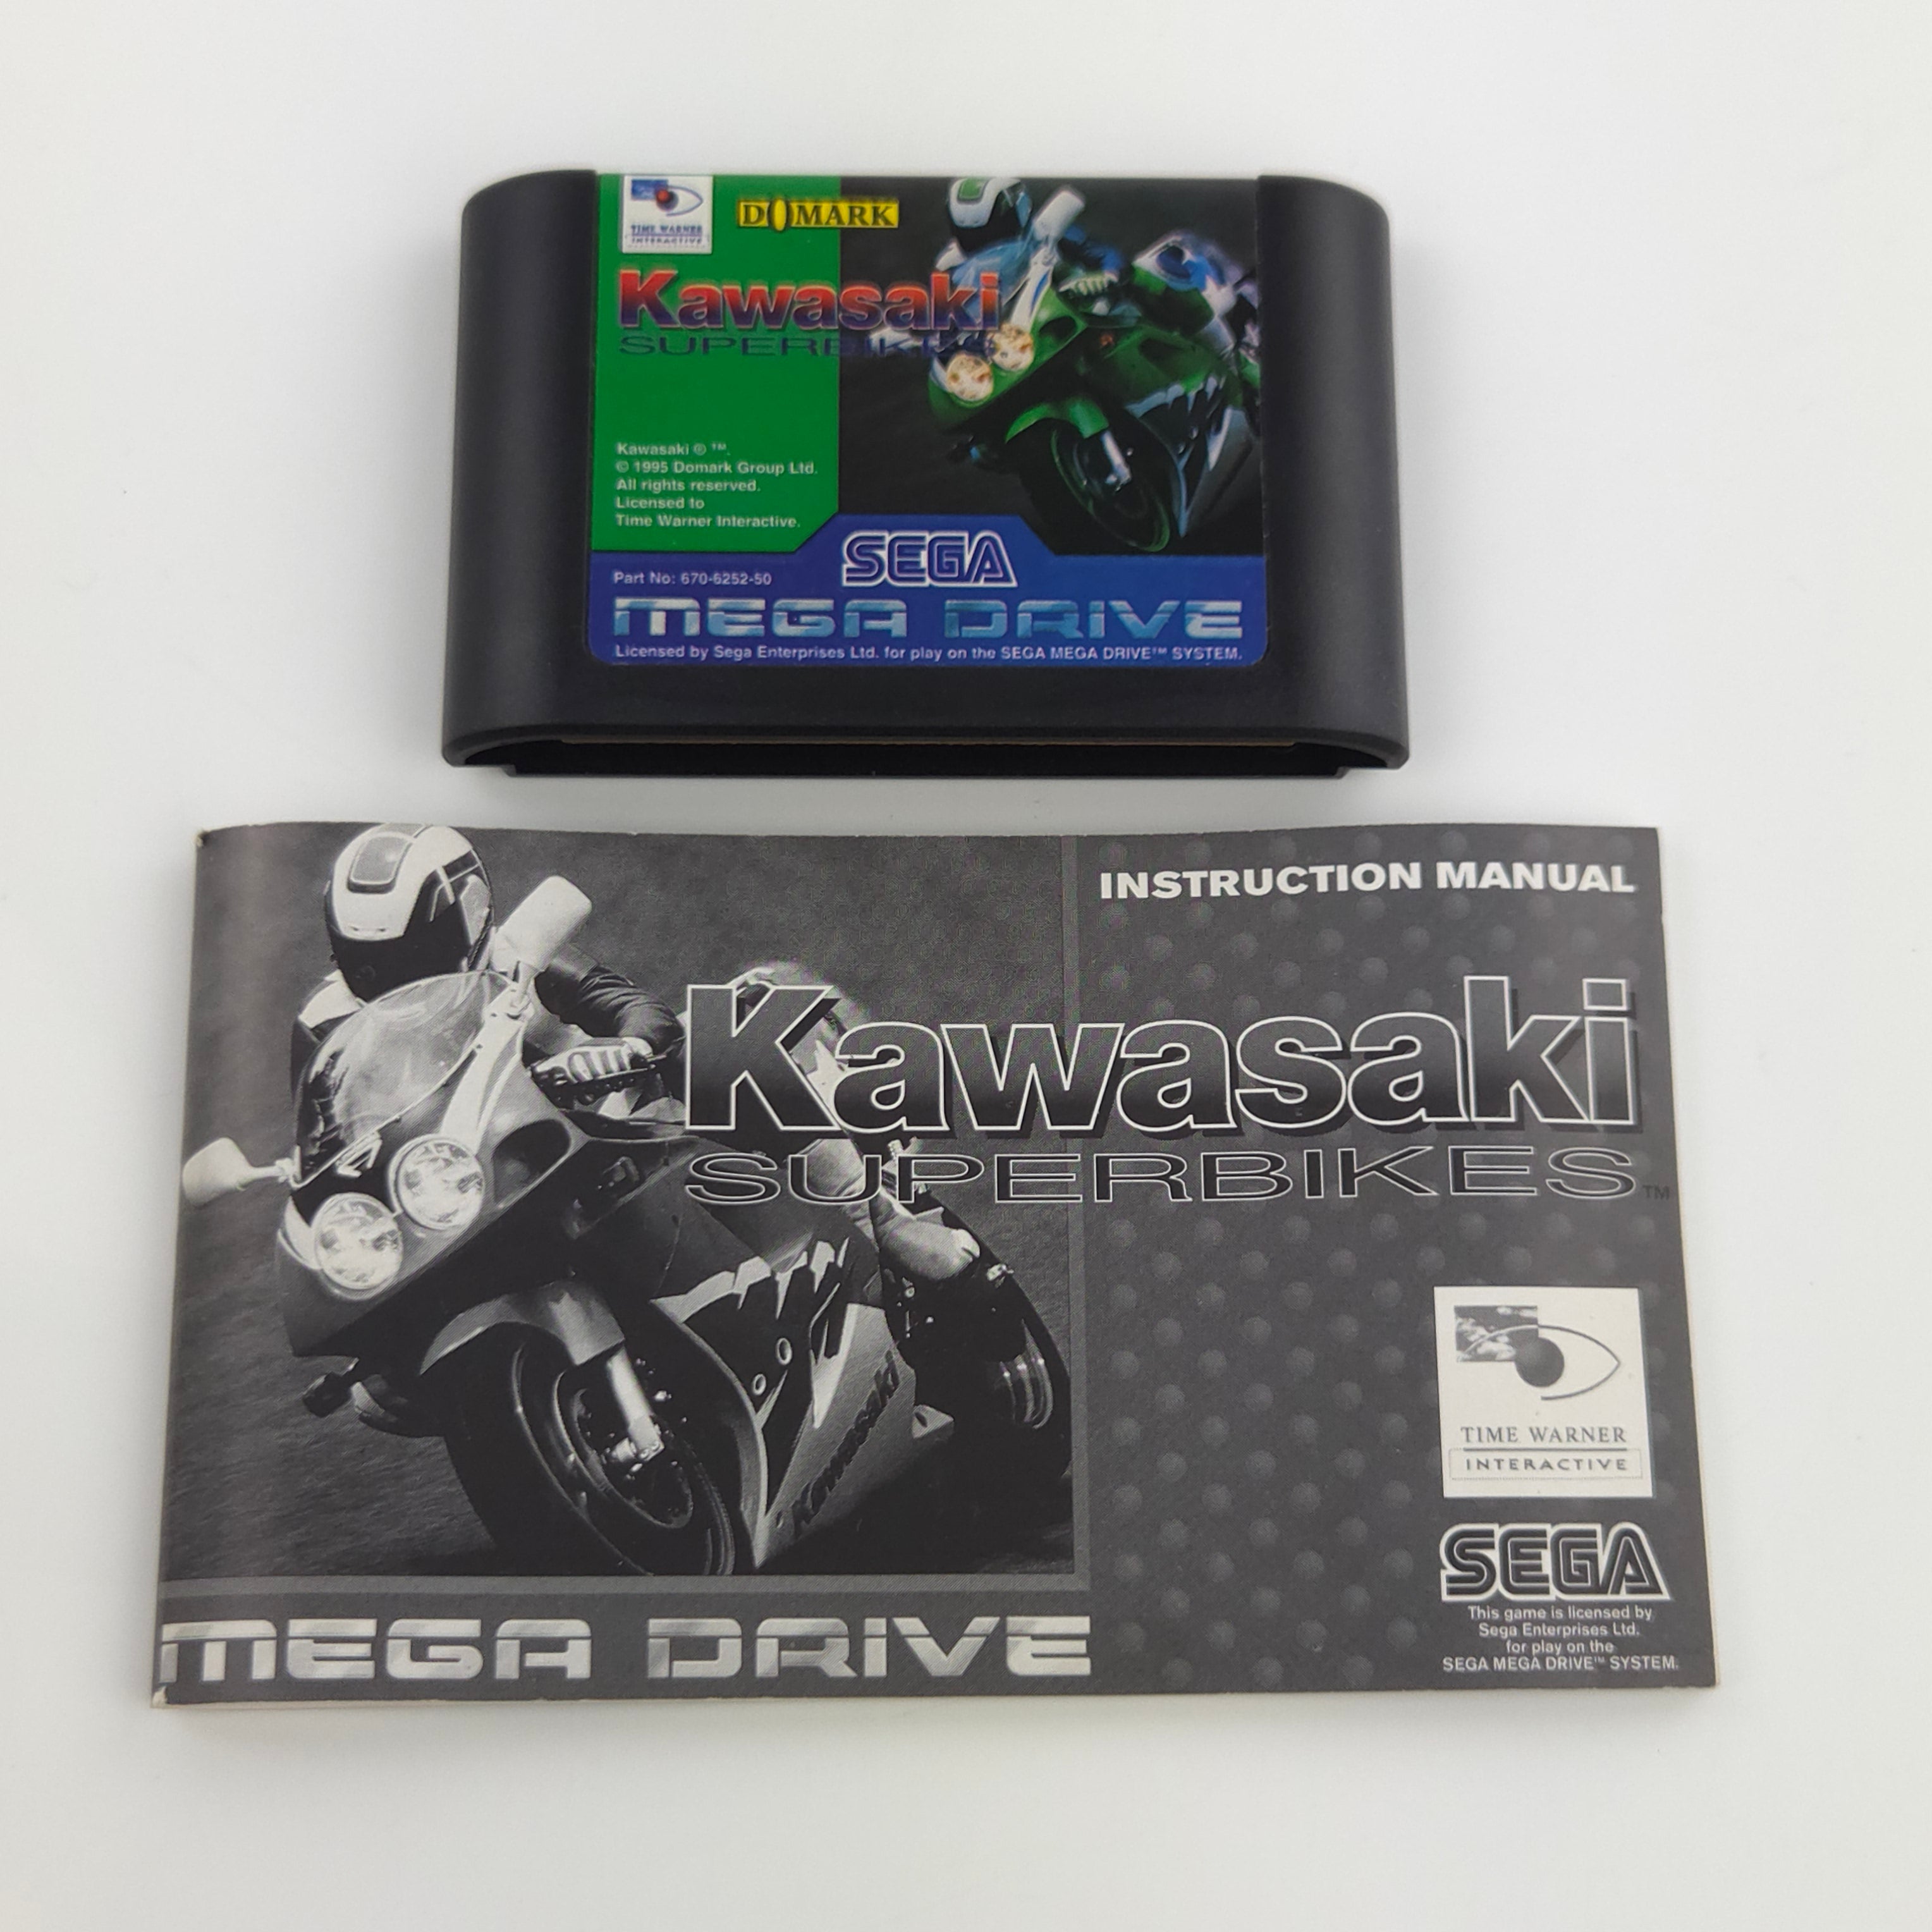 TIME WARNER
INTERACTIVE
DOMARK
Kawasaki
SUPERBIKES
Kawasaki ® ™.
© 1995 Domark Group Ltd.
All rights reserved.
Licensed to
Time Warner Interactive.
SEGA
Part No: 670-6252-50
MEGA DRIVE
Licensed by Sega Enterprises Ltd. for play on the SEGA MEGA DRIVE™ SYSTEM.
INSTRUCTION MANUAL
Kawasaki
SUPERBIKES™
Kawasaki
TIME WARNER
INTERACTIVE
SEGA
This game is licensed by
Sega Enterprises Ltd.
for play on the
SEGA MEGA DRIVE™ SYSTEM.
MEGA DRIVE